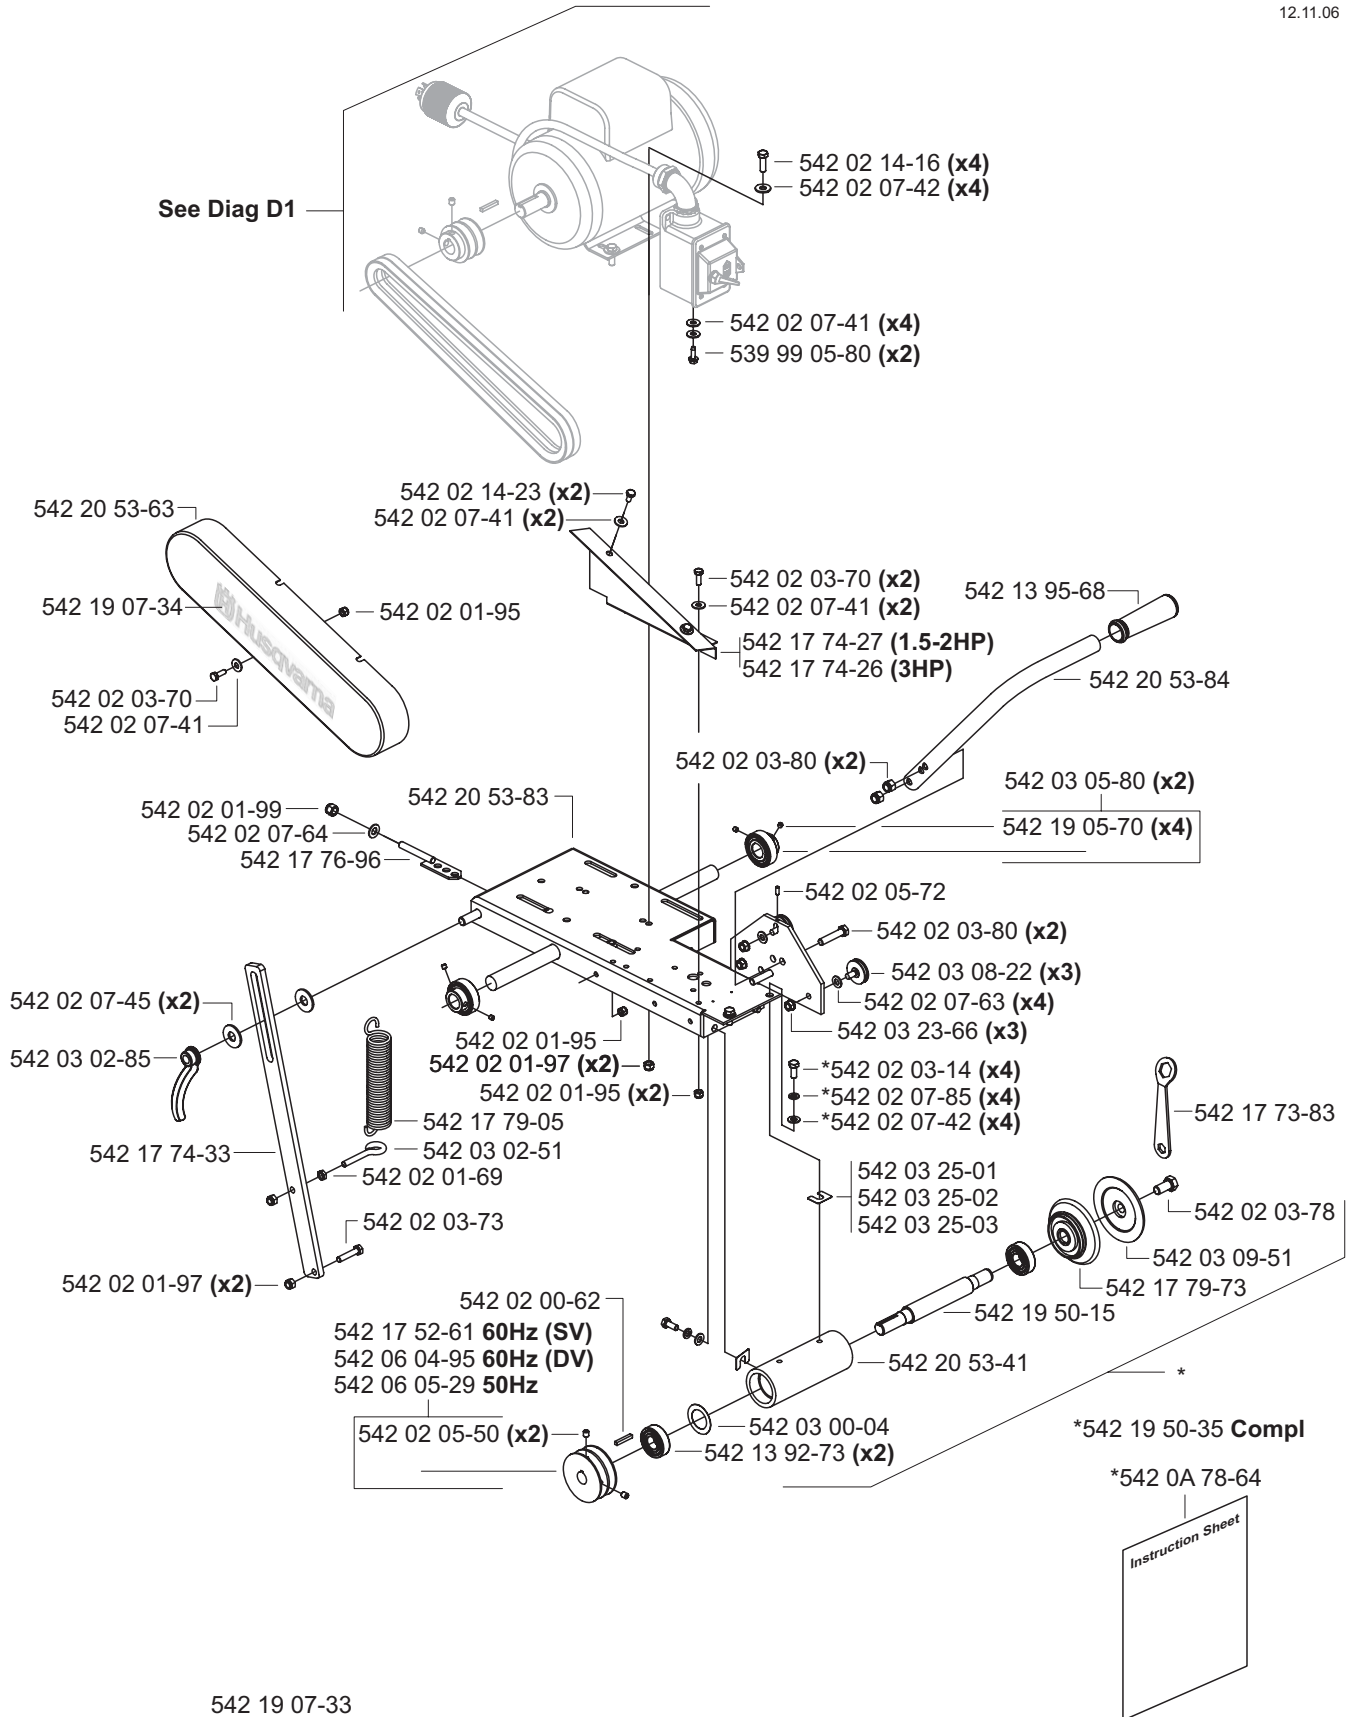 12.11.06
542 02 14-16 (x4)
542 02 07-42 (x4)
See Diag D1
542 02 07-41 (x4)
539 99 05-80 (x2)
542 02 14-23 (x2)
542 02 07-41 (x2)
542 20 53-63
542 02 03-70 (x2)
542 02 07-41 (x2)
542 13 95-68
542 19 07-34
Husqvarna
542 02 01-95
542 17 74-27 (1.5-2HP)
542 17 74-26 (3HP)
542 20 53-84
542 02 03-70
542 02 07-41
542 02 03-80 (x2)
542 03 05-80 (x2)
542 20 53-83
542 02 01-99
542 02 07-64
542 17 76-96
542 19 05-70 (x4)
542 02 05-72
542 02 03-80 (x2)
542 03 08-22 (x3)
542 02 07-63 (x4)
542 03 23-66 (x3)
542 02 07-45 (x2)
542 03 02-85
542 02 01-95
542 02 01-97 (x2)
542 02 01-95 (x2)
*542 02 03-14 (x4)
*542 02 07-85 (x4)
*542 02 07-42 (x4)
542 17 73-83
542 17 79-05
542 03 02-51
542 17 74-33
542 02 01-69
542 03 25-01
542 03 25-02
542 03 25-03
542 02 03-73
542 02 03-78
542 03 09-51
542 17 79-73
542 02 01-97 (x2)
542 02 00-62
542 19 50-15
542 17 52-61 60Hz (SV)
542 06 04-95 60Hz (DV)
542 06 05-29 50Hz
542 20 53-41
*
542 02 05-50 (x2)
542 03 00-04
542 13 92-73 (x2)
*542 19 50-35 Compl
*542 0A 78-64
Instruction Sheet
542 19 07-33